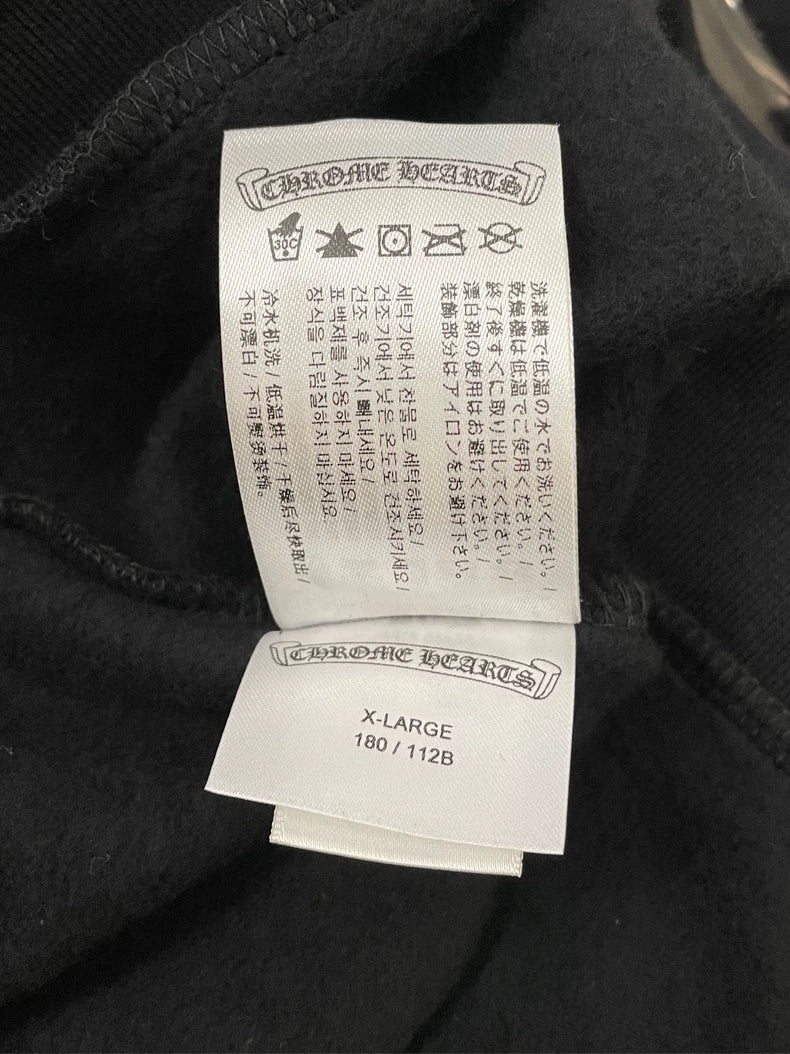 CHROME HEARTS
30C
洗濯機で低温の水でお洗いください。/
乾燥機は低温でご使用ください。/
終了後すぐに取り出してください。/
漂白剤の使用はお避けください。/
装飾部分はアイロンをお避け下さい。
세탁기에서 찬물로 세탁하세요/
건조기에서 낮은 온도로 건조시키세요/
건조 후 즉시 빼내세요/
표백제를 사용하지 마세요/
장식을 다림질하지 마십시요.
冷水机洗/低温烘干/干燥后尽快取出/
不可漂白/不可熨烫装饰。
CHROME HEARTS
X-LARGE
180 / 112B